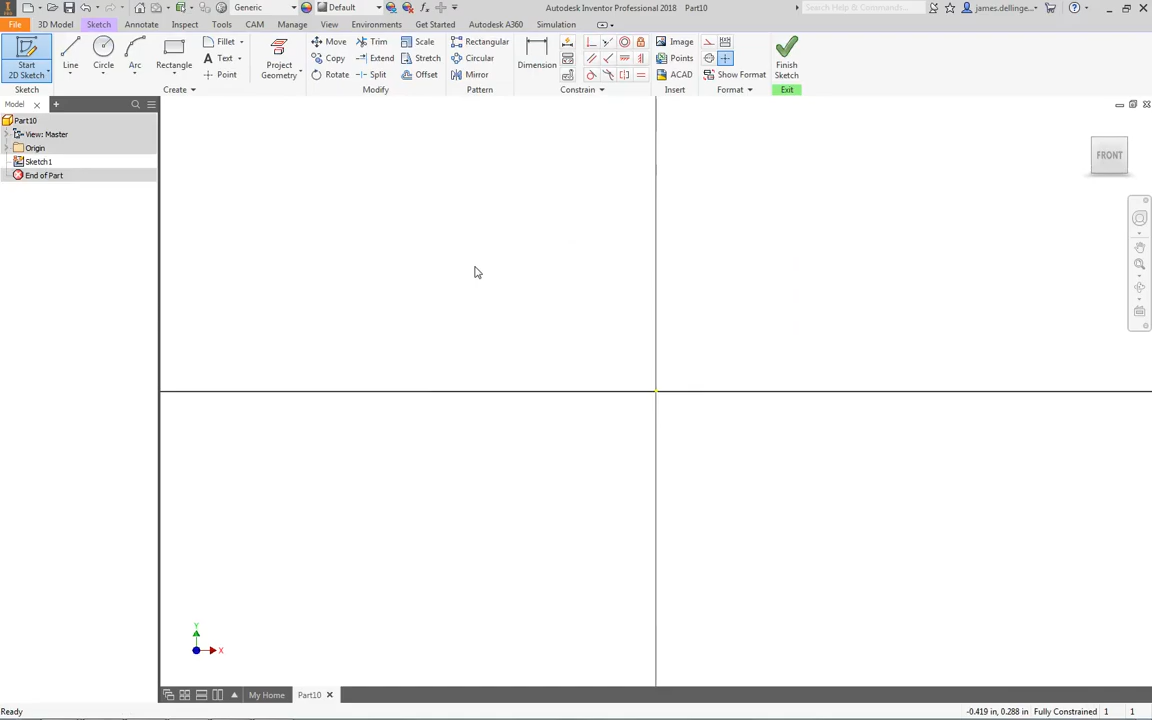 Generic
Default
Autodesk Inventor Professional 2018 Part10
Search Help & Commands...
james.dellinge...
File 3D Model Sketch Annotate Inspect Tools CAM Manage View Environments Get Started Autodesk A360 Simulation
Start
2D Sketch
Line
Circle
Arc
Rectangle
Fillet
Text
Point
Project
Geometry
Move
Copy
Rotate
Trim
Extend
Split
Scale
Stretch
Offset
Rectangular
Circular
Mirror
Dimension
Image
Points
ACAD
Show Format
Finish
Sketch
Sketch Create Modify Pattern Constrain Insert Format Exit
Model
Part10
View: Master
Origin
Sketch1
End of Part
FRONT
Y
X
My Home Part10
Ready
-0.419 in, 0.288 in Fully Constrained 1 1